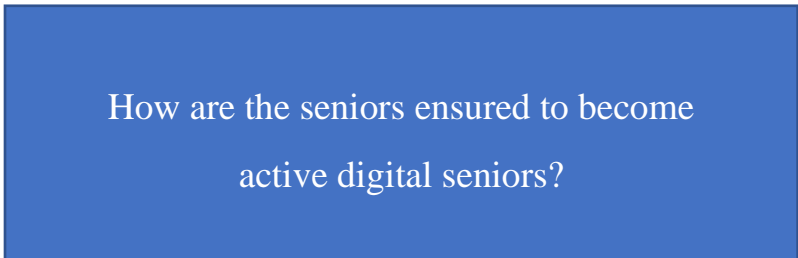 How are the seniors ensured to become
active digital seniors?